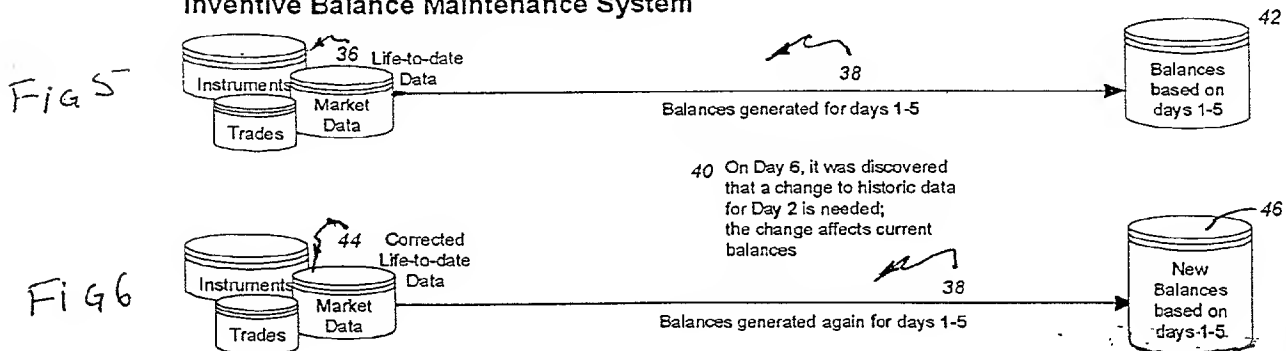 Inventive Balance Maintenance System
Fig 5
36
Life-to-date
Data
Instruments
Market
Data
Trades
38
Balances generated for days 1-5
42
Balances
based on
days 1-5
40 On Day 6, it was discovered
that a change to historic data
for Day 2 is needed;
the change affects current
balances
Fig 6
44
Corrected
Life-to-date
Data
Instruments
Market
Data
Trades
38
Balances generated again for days 1-5
46
New
Balances
based on
days 1-5